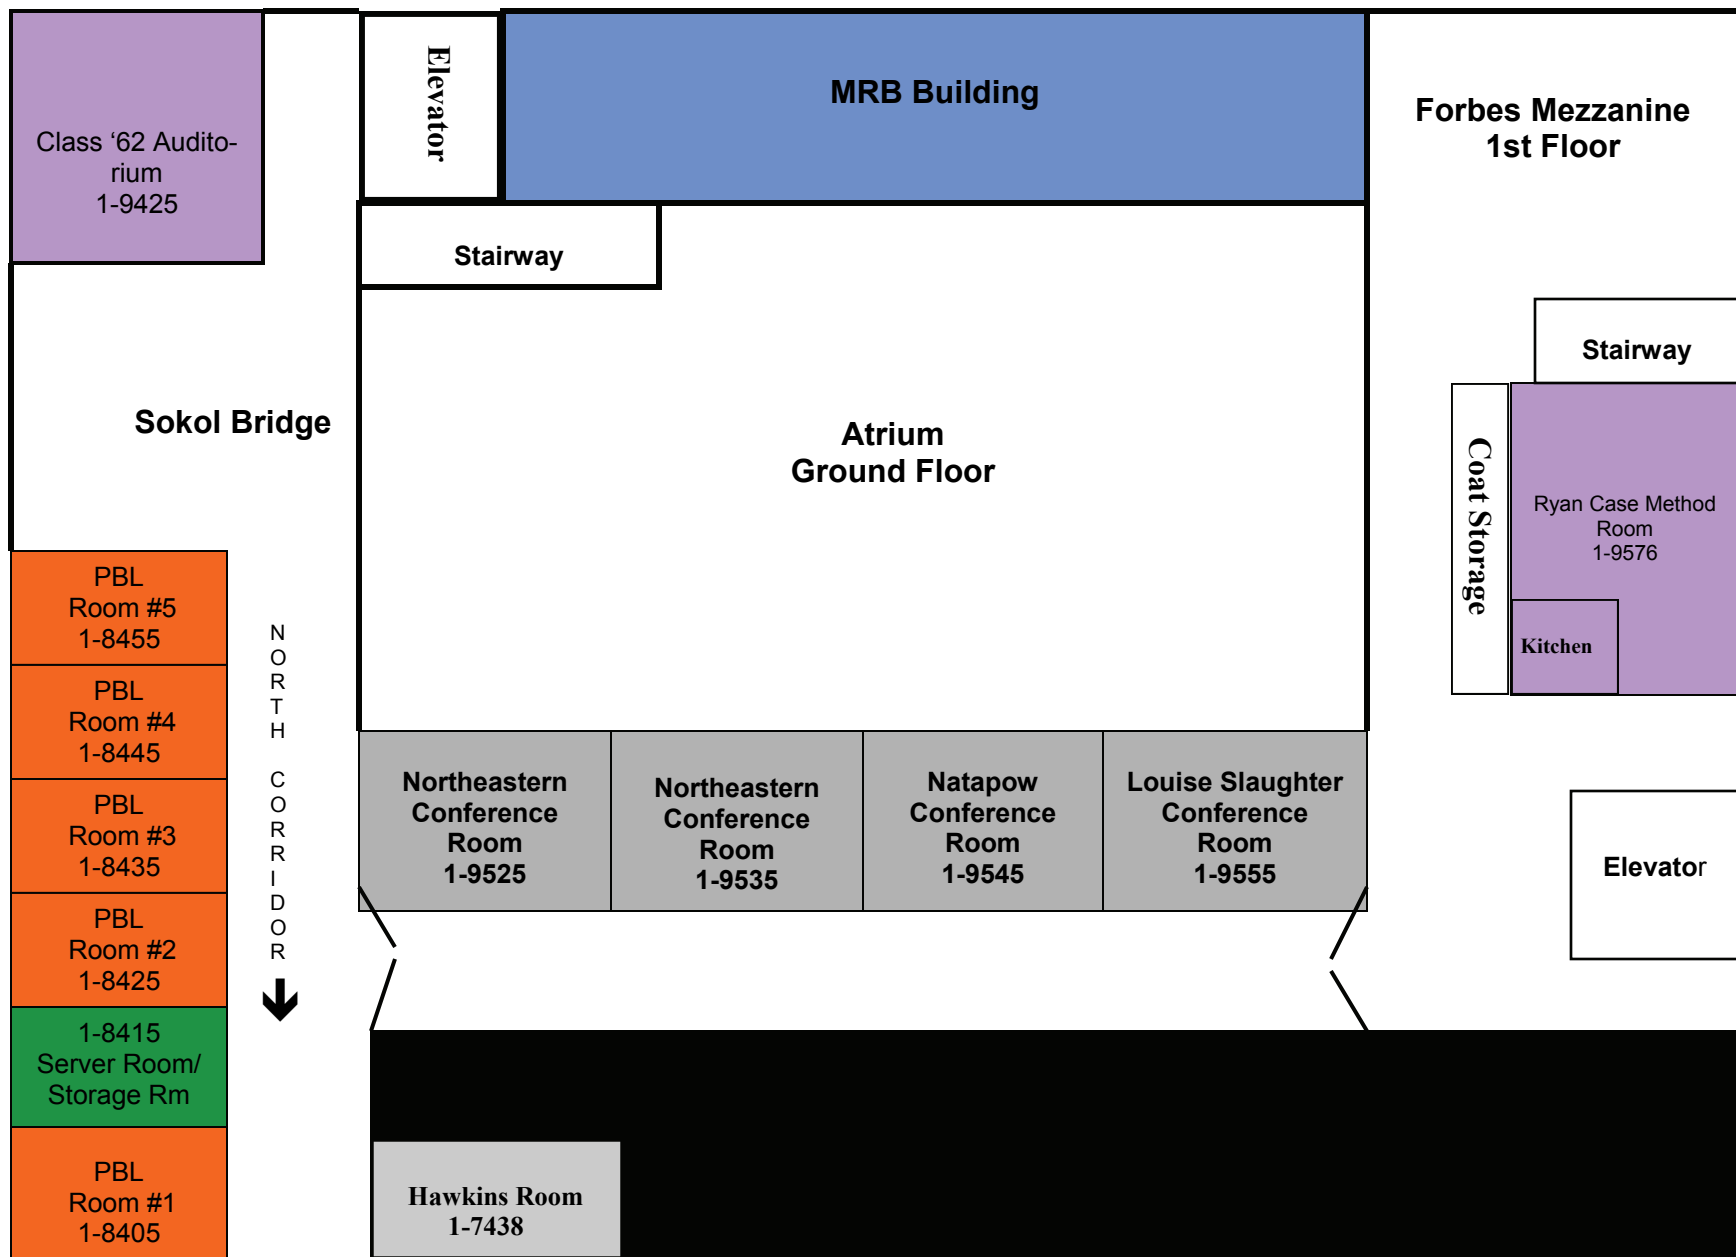 Class ‘62 Audito-
rium
1-9425
Elevator
MRB Building
Forbes Mezzanine
1st Floor
Stairway
Stairway
Sokol Bridge
Atrium
Ground Floor
Coat Storage
Ryan Case Method
Room
1-9576
Kitchen
PBL
Room #5
1-8455
PBL
Room #4
1-8445
PBL
Room #3
1-8435
PBL
Room #2
1-8425
1-8415
Server Room/
Storage Rm
PBL
Room #1
1-8405
NORTH CORRIDOR
Northeastern
Conference
Room
1-9525
Northeastern
Conference
Room
1-9535
Natapow
Conference
Room
1-9545
Louise Slaughter
Conference
Room
1-9555
Elevator
Hawkins Room
1-7438